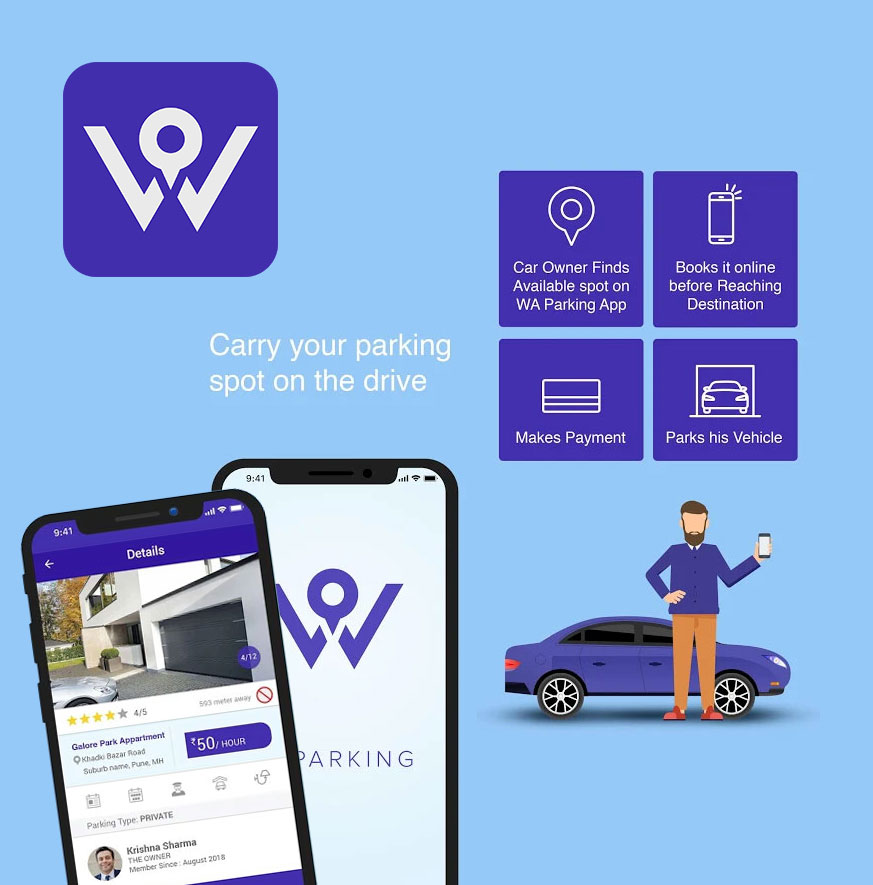 Car Owner Finds
Available spot on
WA Parking App
Books it online
before Reaching
Destination
Carry your parking
spot on the drive
Makes Payment
Parks his Vehicle
9:41
PARKING
9:41
Details
4/12
4/5
593 meter away
Galore Park Appartment
Khadki Bazar Road
Suburb name, Pune, MH
₹50/ HOUR
Parking Type: PRIVATE
Krishna Sharma
THE OWNER
Member Since : August 2018